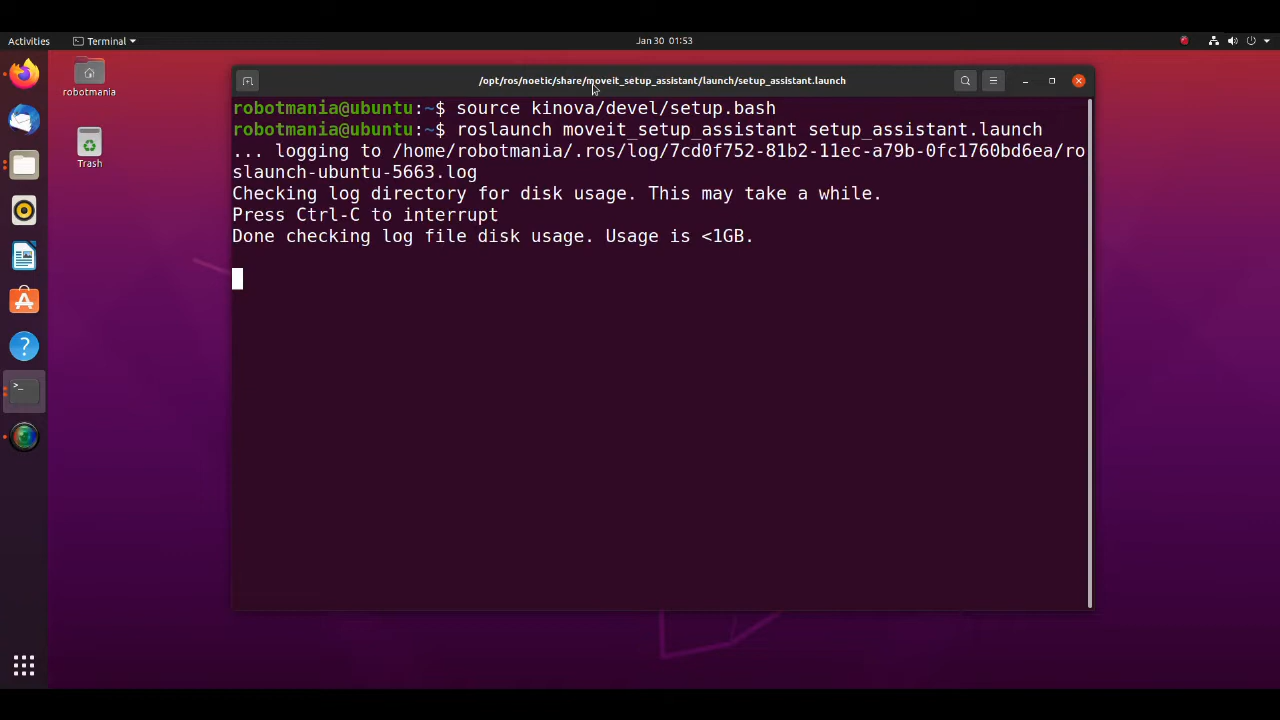 Activities
Terminal
Jan 30 01:53
robotmania
Trash
/opt/ros/noetic/share/moveit_setup_assistant/launch/setup_assistant.launch
robotmania@ubuntu:~$ source kinova/devel/setup.bash
robotmania@ubuntu:~$ roslaunch moveit_setup_assistant setup_assistant.launch
... logging to /home/robotmania/.ros/log/7cd0f752-81b2-11ec-a79b-0fc1760bd6ea/ro
slaunch-ubuntu-5663.log
Checking log directory for disk usage. This may take a while.
Press Ctrl-C to interrupt
Done checking log file disk usage. Usage is <1GB.